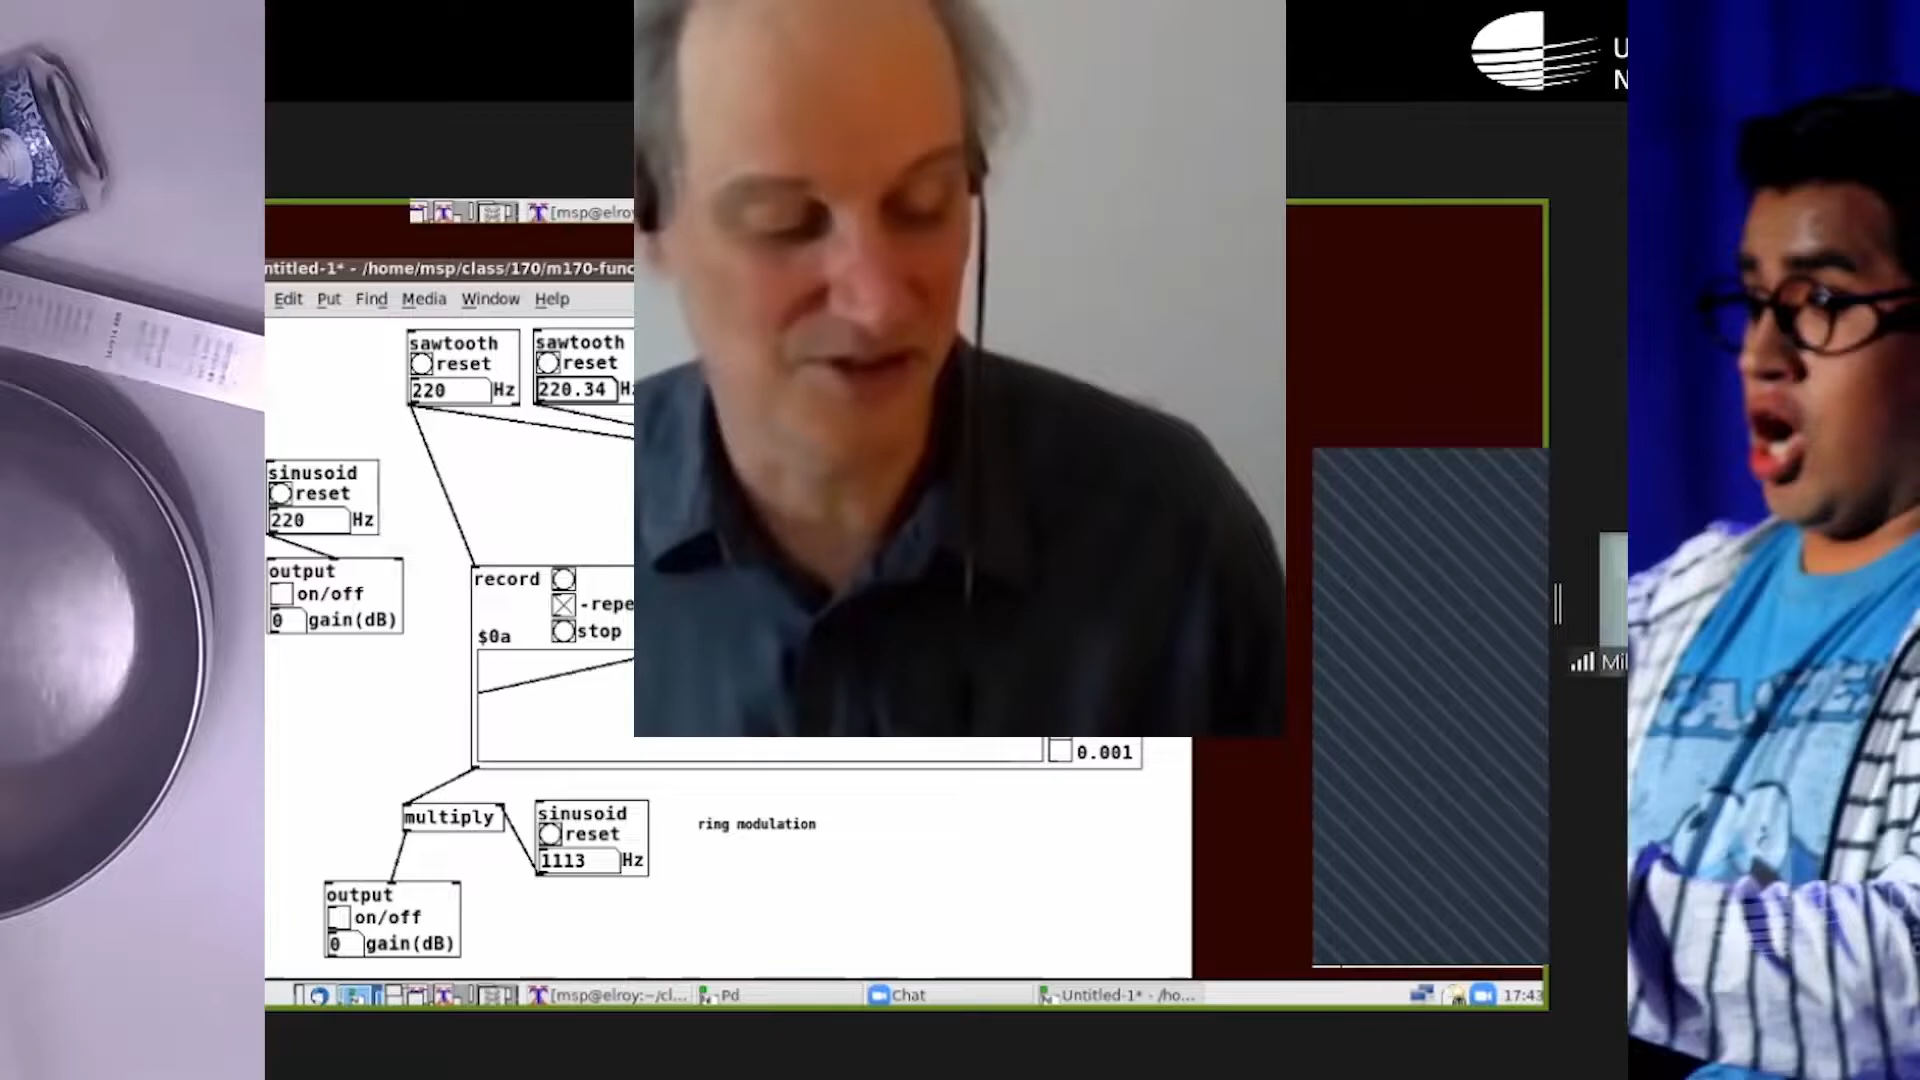 U
N
[msp@elroy
ntitled-1* - /home/msp/class/170/m170-func
Edit Put Find Media Window Help
sawtooth
reset
220 Hz
sawtooth
reset
220.34 H
sinusoid
reset
220 Hz
output
on/off
0 gain(dB)
record
-repe
stop
$0a
0.001
multiply
sinusoid
reset
1113 Hz
ring modulation
output
on/off
0 gain(dB)
Mil
[msp@elroy:~/cl... Pd Chat Untitled-1* - /ho... 17:43